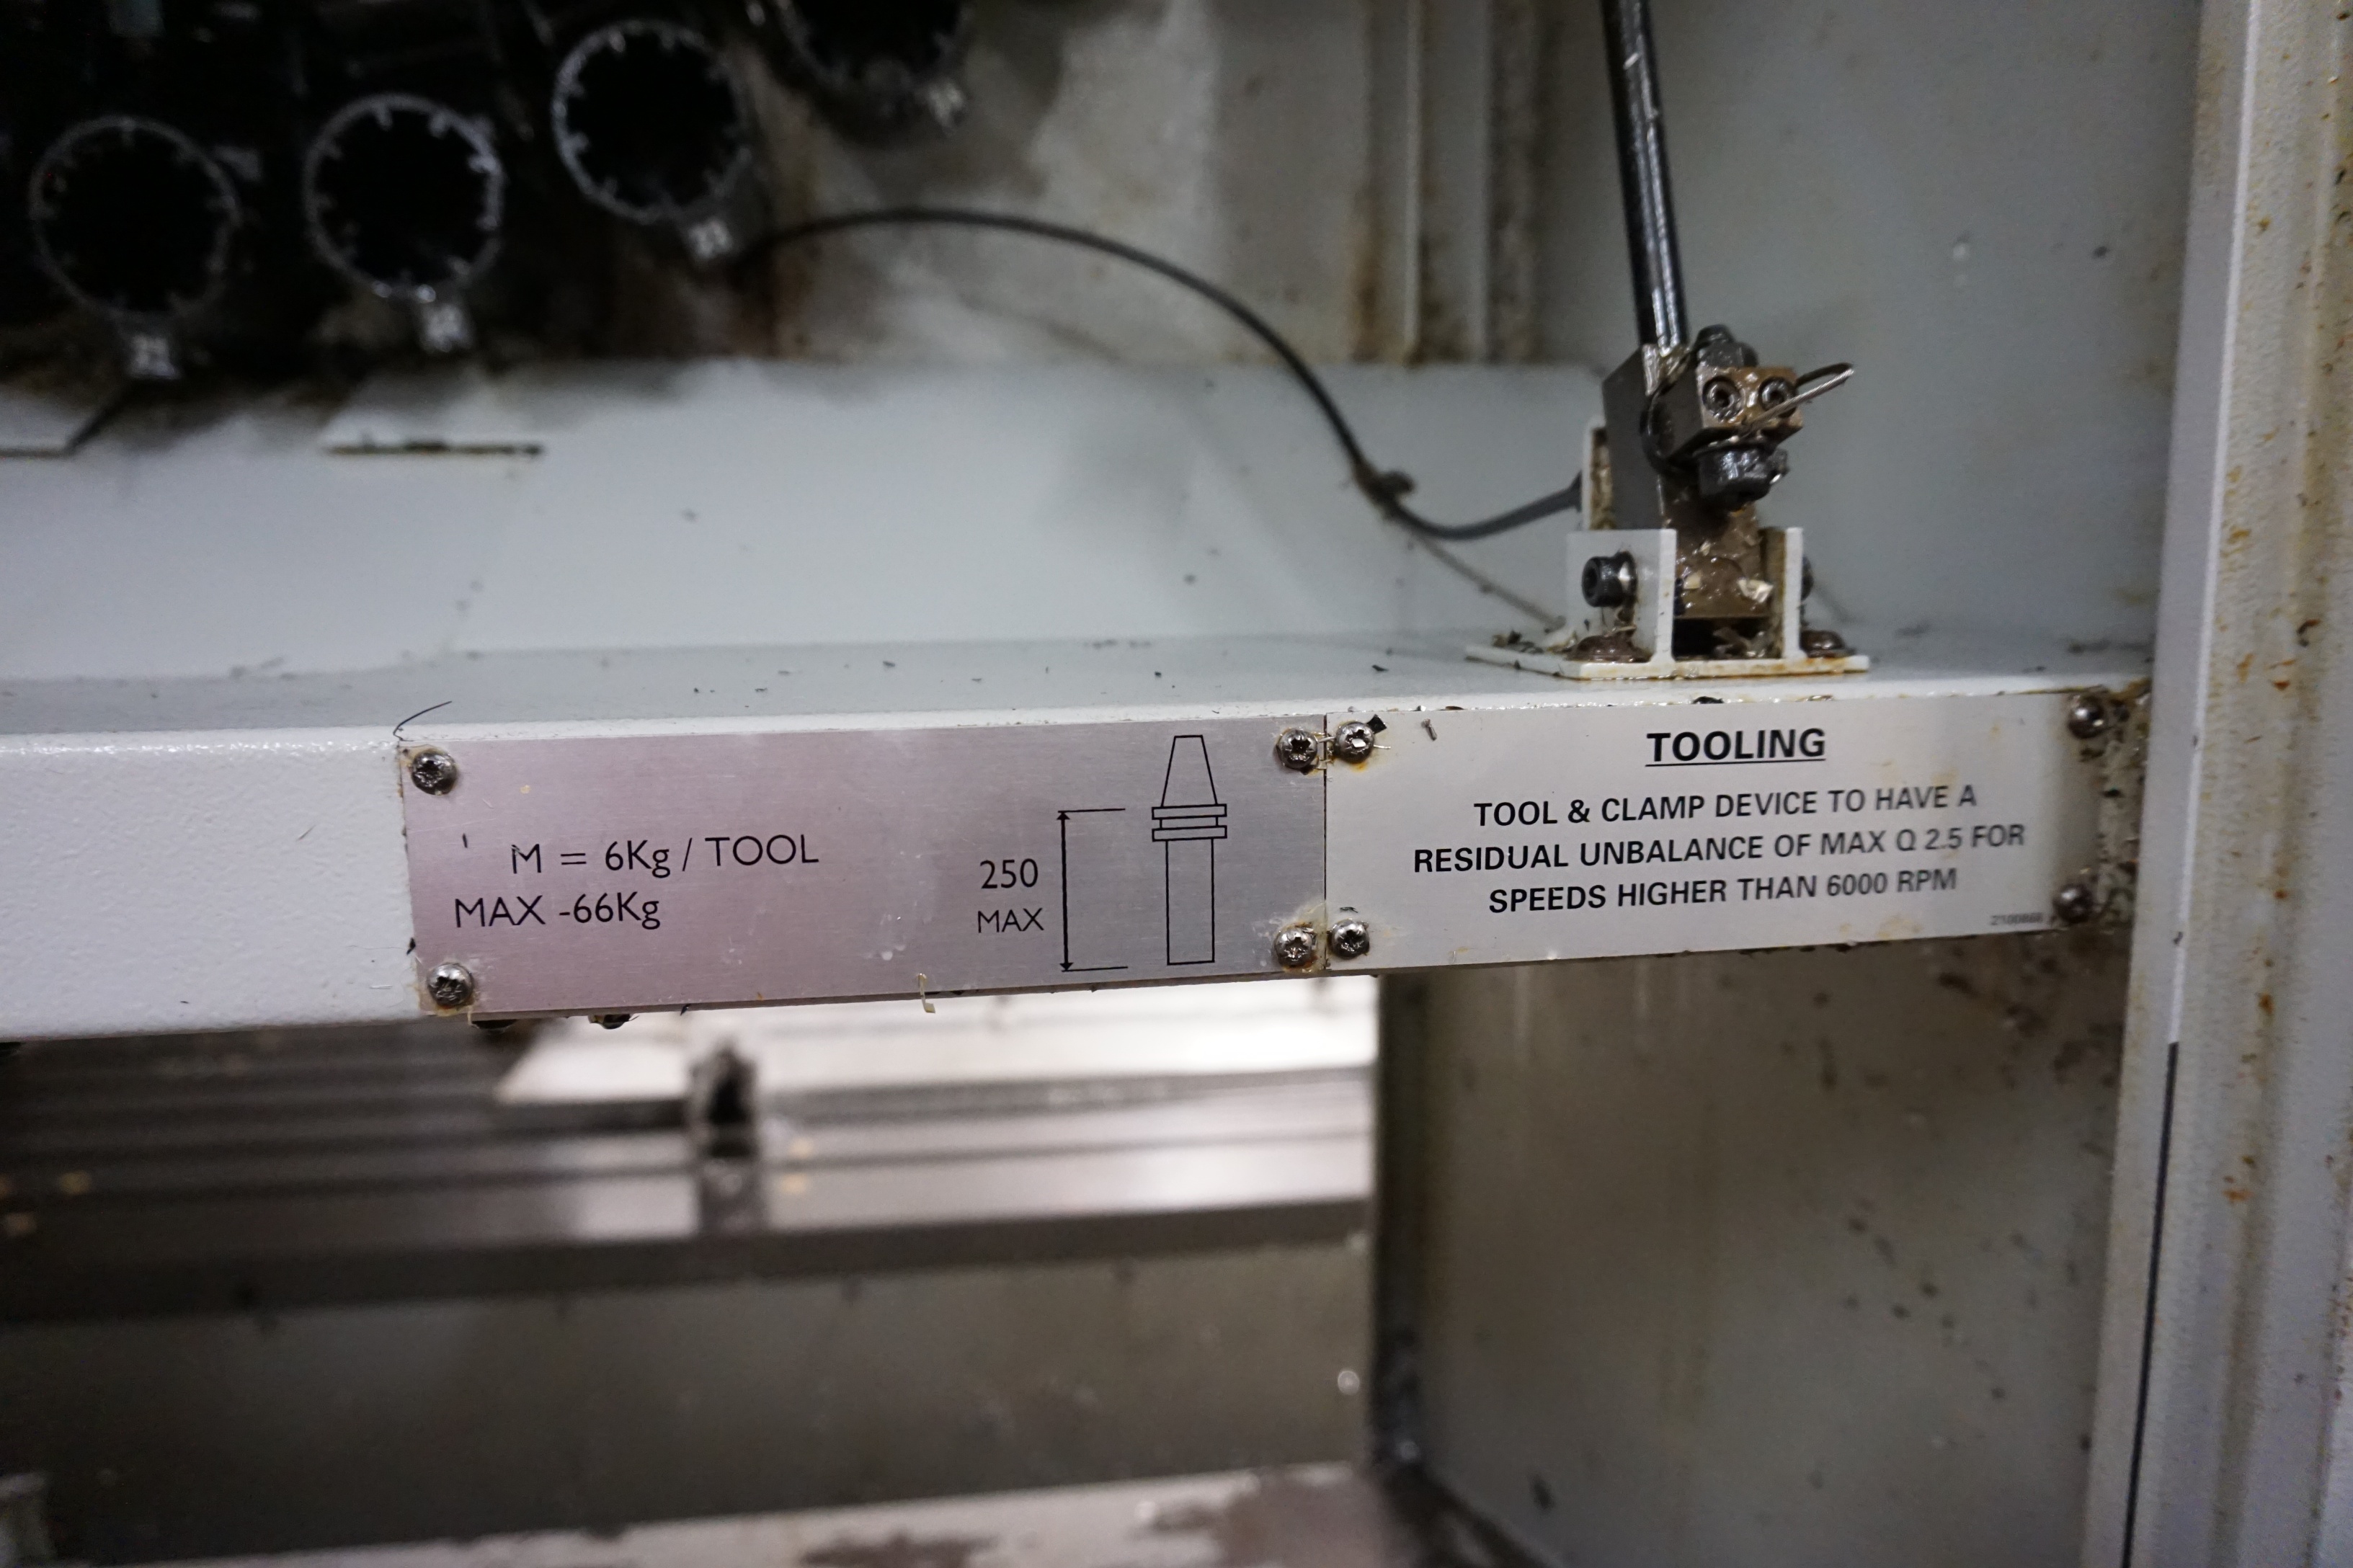 M = 6Kg / TOOL
MAX -66Kg
250
MAX
TOOLING
TOOL & CLAMP DEVICE TO HAVE A
RESIDUAL UNBALANCE OF MAX Q 2.5 FOR
SPEEDS HIGHER THAN 6000 RPM